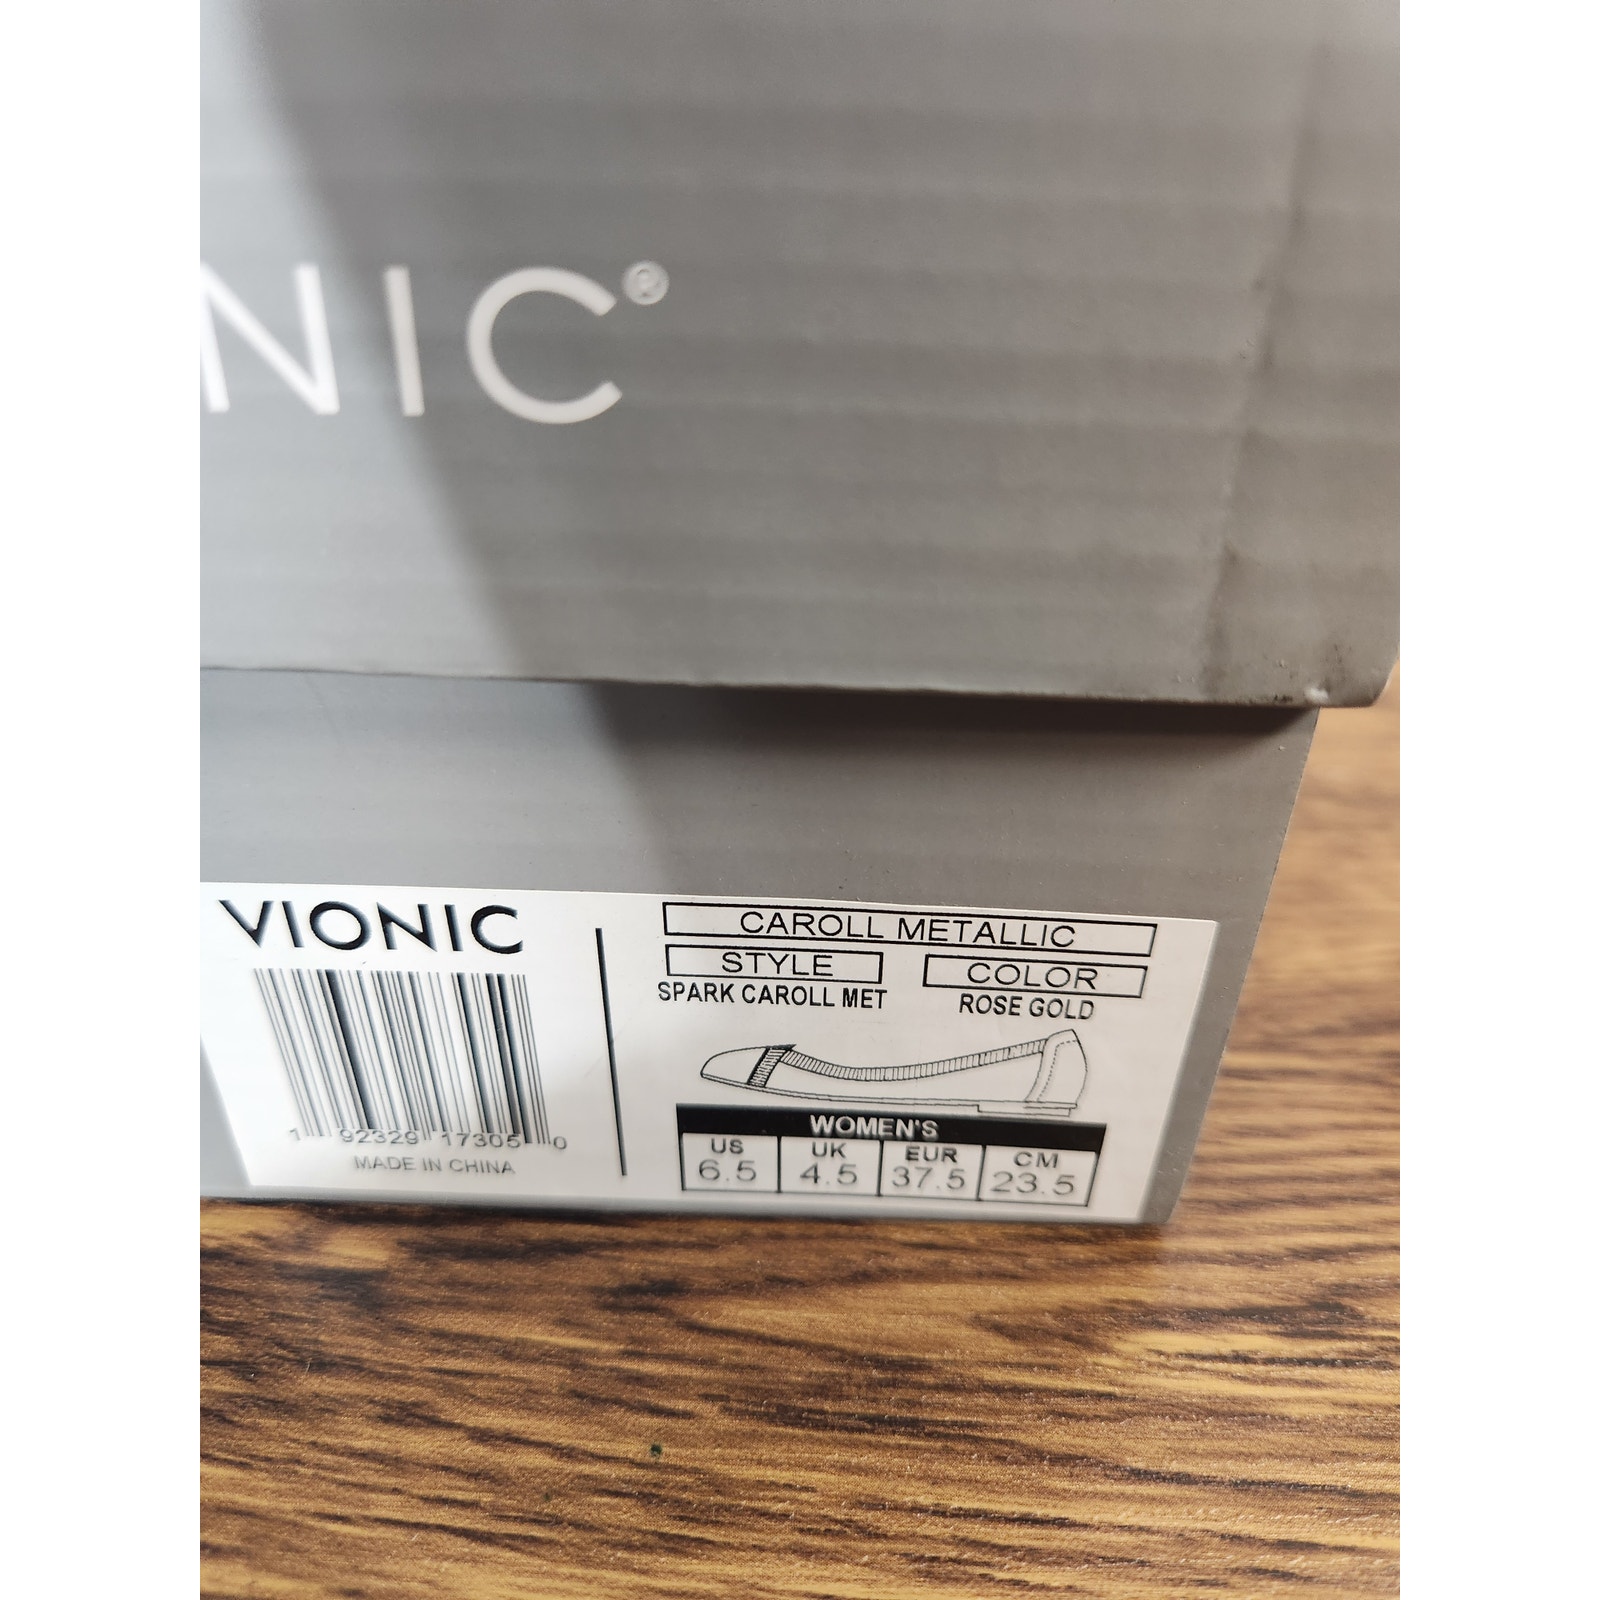 NIC®
VIONIC
1 92329 17305 0
MADE IN CHINA
CAROLL METALLIC
STYLE COLOR
SPARK CAROLL MET ROSE GOLD
WOMEN'S
US UK EUR CM
6.5 4.5 37.5 23.5